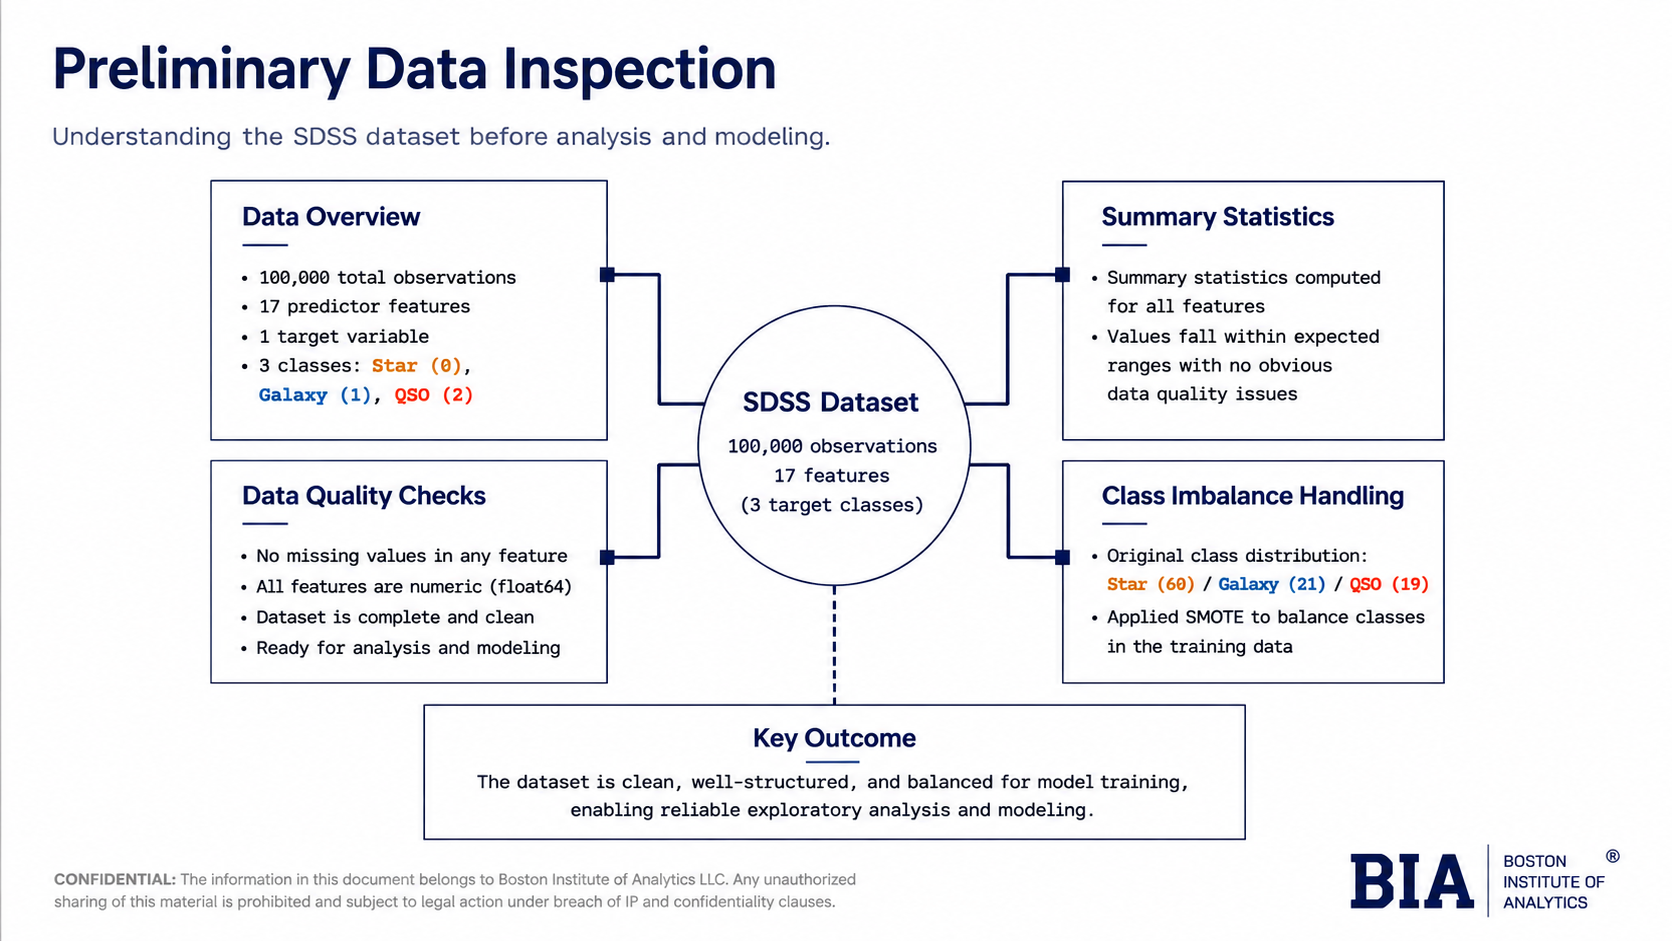 Preliminary Data Inspection
Understanding the SDSS dataset before analysis and modeling.
Data Overview
• 100,000 total observations
• 17 predictor features
• 1 target variable
• 3 classes: Star (0),
Galaxy (1), QSO (2)
Summary Statistics
• Summary statistics computed
for all features
• Values fall within expected
ranges with no obvious
data quality issues
SDSS Dataset
100,000 observations
17 features
(3 target classes)
Data Quality Checks
• No missing values in any feature
• All features are numeric (float64)
• Dataset is complete and clean
• Ready for analysis and modeling
Class Imbalance Handling
• Original class distribution:
Star (60) / Galaxy (21) / QSO (19)
• Applied SMOTE to balance classes
in the training data
Key Outcome
The dataset is clean, well-structured, and balanced for model training,
enabling reliable exploratory analysis and modeling.
CONFIDENTIAL: The information in this document belongs to Boston Institute of Analytics LLC. Any unauthorized
sharing of this material is prohibited and subject to legal action under breach of IP and confidentiality clauses.
BIA
BOSTON ®
INSTITUTE OF
ANALYTICS